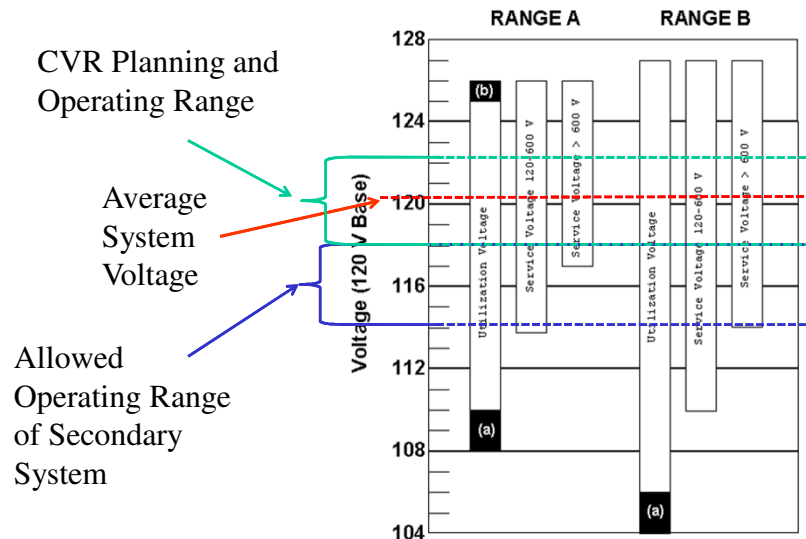 RANGE A
RANGE B
CVR Planning and
Operating Range
Average
System
Voltage
Allowed
Operating Range
of Secondary
System
Voltage (120 V Base)
128
124
120
116
112
108
104
(b)
(a)
Utilization Voltage
Service Voltage 120-600 V
Service Voltage > 600 V
(a)
Utilization Voltage
Service Voltage 120-600 V
Service Voltage > 600 V